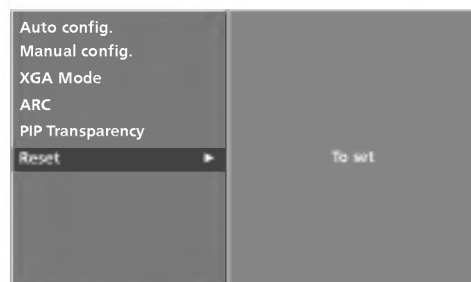 Auto config.
Manual config.
XGA Mode
ARC
PIP Transparency
Reset ►
To set